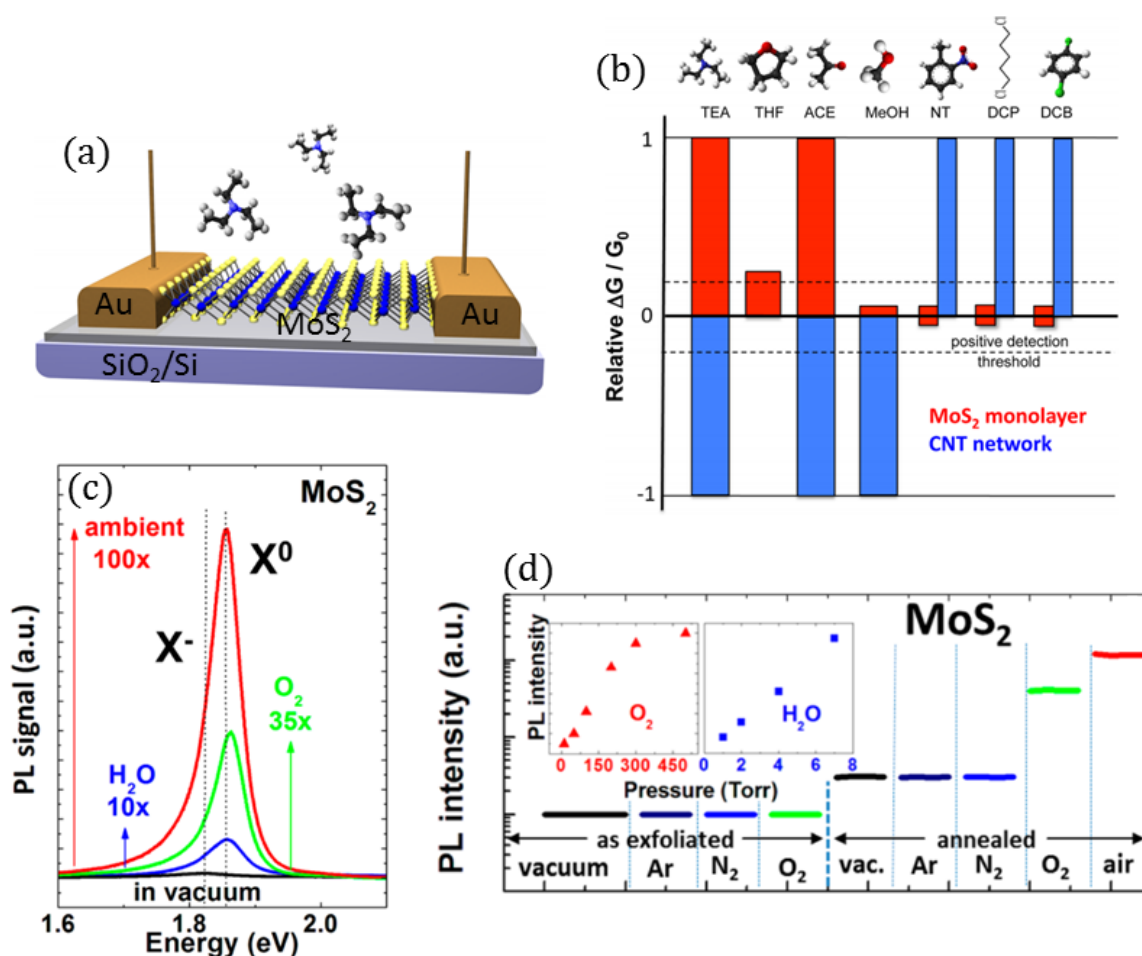 (a)
Au
MoS₂
Au
SiO₂/Si
(b)
D
D
TEA THF ACE MeOH NT DCP DCB
Relative ΔG / G₀
1
0
-1
positive detection
threshold
MoS₂ monolayer
CNT network
(c)
MoS₂
ambient
100x
X⁰
X⁻
O₂
35x
H₂O
10x
in vacuum
PL signal (a.u.)
1.6 1.8 2.0
Energy (eV)
(d)
MoS₂
PL intensity (a.u.)
PL intensity
O₂
H₂O
0 150 300 450 0 2 4 6 8
Pressure (Torr)
as exfoliated annealed
vacuum Ar N₂ O₂ vac. Ar N₂ O₂ air